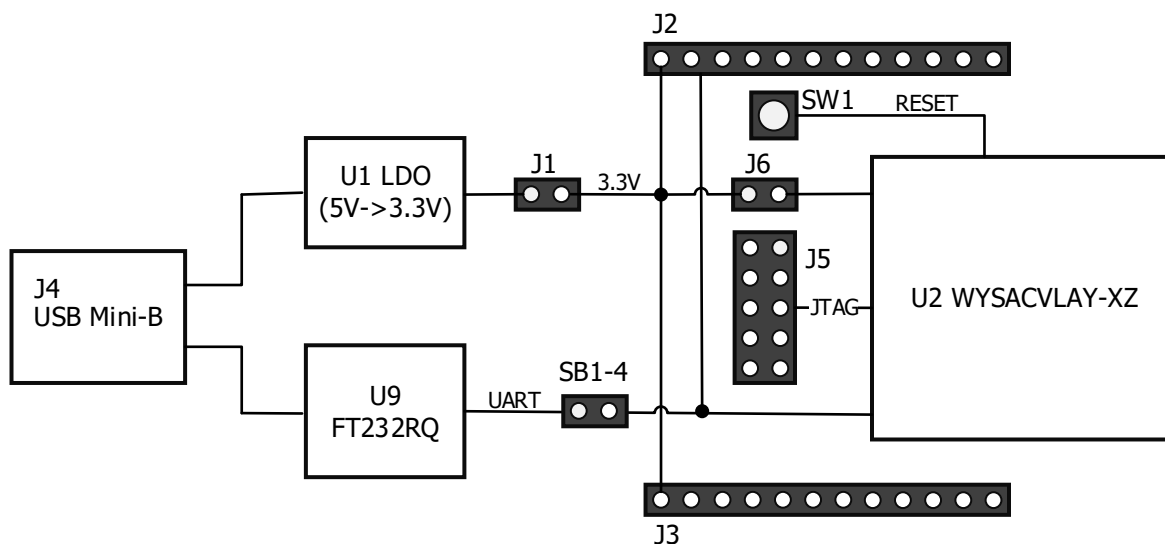 J2
SW1
RESET
U1 LDO
(5V->3.3V)
J1
3.3V
J6
J4
USB Mini-B
J5
U2 WYSACVLAY-XZ
JTAG
U9
FT232RQ
UART
SB1-4
J3